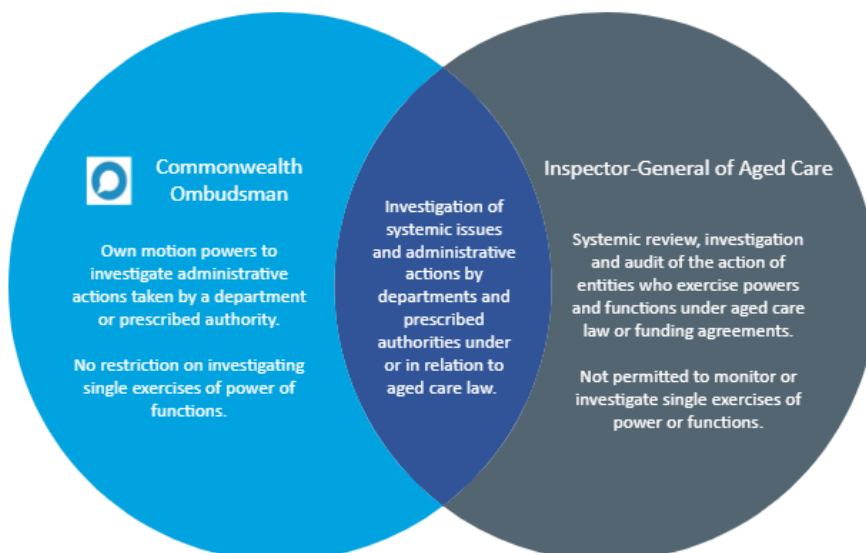 Commonwealth
Ombudsman
Own motion powers to
investigate administrative
actions taken by a department
or prescribed authority.
No restriction on investigating
single exercises of power of
functions.
Investigation of
systemic issues
and administrative
actions by
departments and
prescribed
authorities under
or in relation to
aged care law.
Inspector-General of Aged Care
Systemic review, investigation
and audit of the action of
entities who exercise powers
and functions under aged care
law or funding agreements.
Not permitted to monitor or
investigate single exercises of
power or functions.